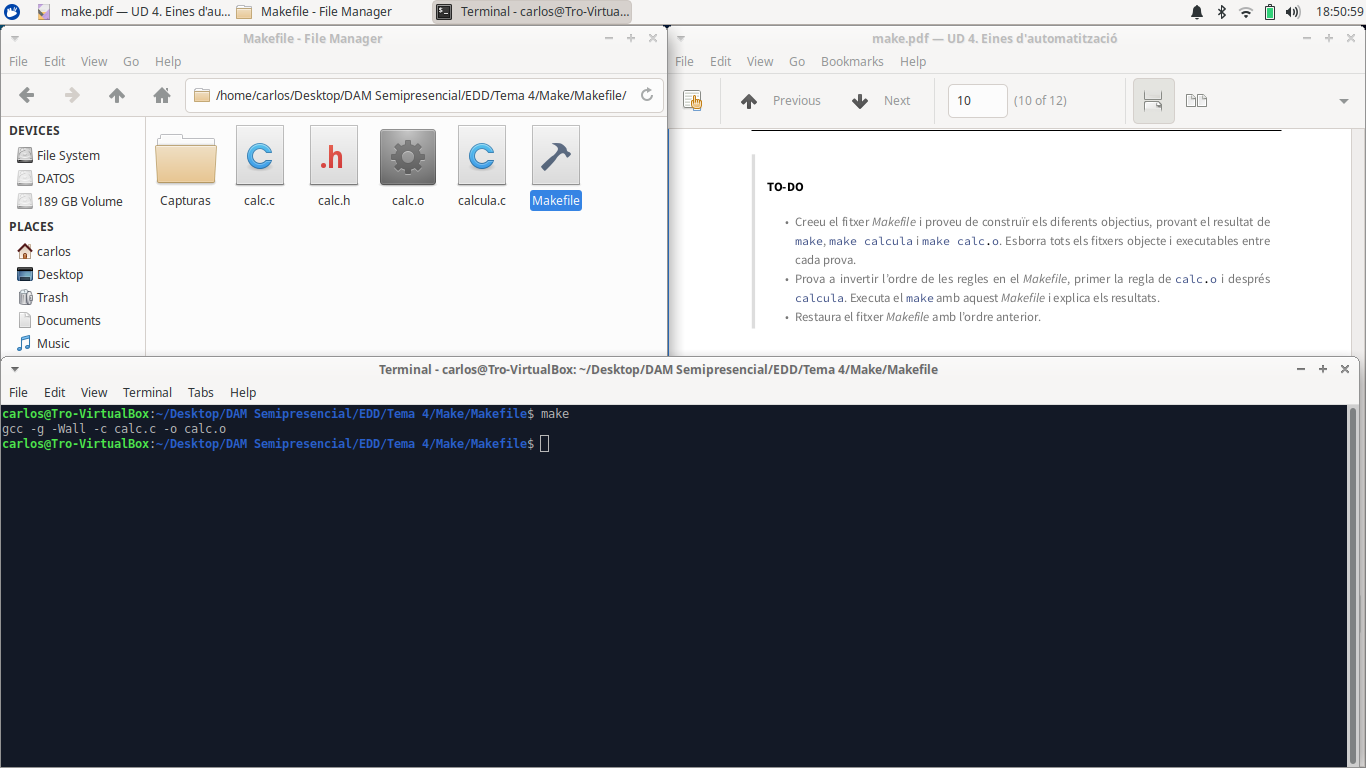 make.pdf — UD 4. Eines d'au...
Makefile - File Manager
Terminal - carlos@Tro-Virtua...
18:50:59
Makefile - File Manager
File Edit View Go Help
/home/carlos/Desktop/DAM Semipresencial/EDD/Tema 4/Make/Makefile/
DEVICES
File System
DATOS
189 GB Volume
PLACES
carlos
Desktop
Trash
Documents
Music
Capturas
calc.c
calc.h
calc.o
calcula.c
Makefile
C
.h
C
make.pdf — UD 4. Eines d'automatització
File Edit View Go Bookmarks Help
Previous Next 10 (10 of 12)
TO-DO
• Creeu el fitxer Makefile i proveu de construïr els diferents objectius, provant el resultat de
make, make calcula i make calc.o. Esborra tots els fitxers objecte i executables entre
cada prova.
• Prova a invertir l'ordre de les regles en el Makefile, primer la regla de calc.o i després
calcula. Executa el make amb aquest Makefile i explica els resultats.
• Restaura el fitxer Makefile amb l'ordre anterior.
Terminal - carlos@Tro-VirtualBox: ~/Desktop/DAM Semipresencial/EDD/Tema 4/Make/Makefile
File Edit View Terminal Tabs Help
carlos@Tro-VirtualBox:~/Desktop/DAM Semipresencial/EDD/Tema 4/Make/Makefile$ make
gcc -g -Wall -c calc.c -o calc.o
carlos@Tro-VirtualBox:~/Desktop/DAM Semipresencial/EDD/Tema 4/Make/Makefile$